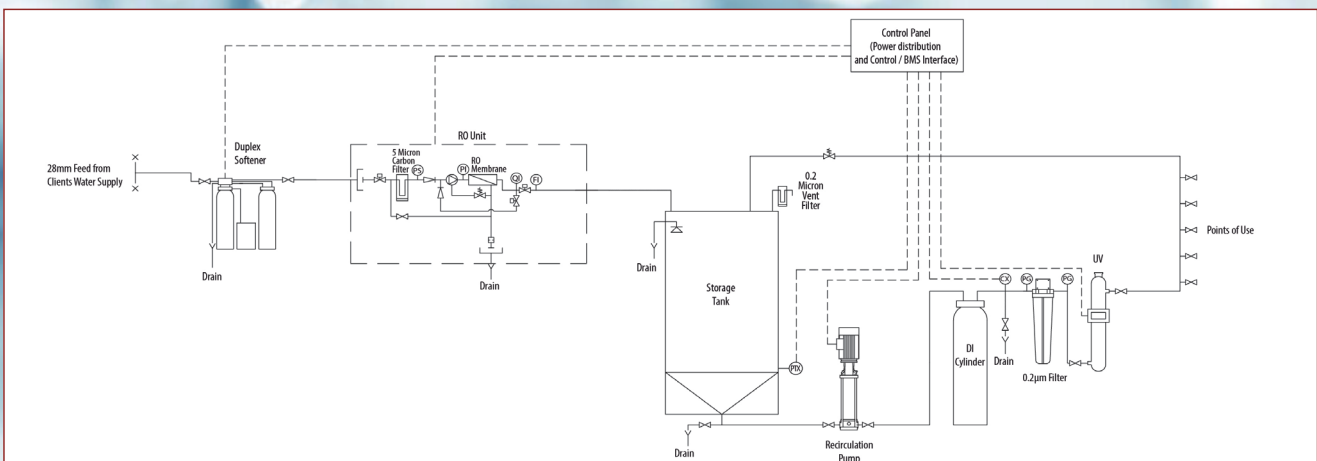 Control Panel
(Power distribution
and Control / BMS Interface)
28mm Feed from
Clients Water Supply
Duplex
Softener
Drain
RO Unit
5 Micron
Carbon
Filter
PS
PI
RO
Membrane
QI
FI
Drain
Drain
0.2
Micron
Vent
Filter
Storage
Tank
PTX
Drain
Recirculation
Pump
DI
Cylinder
CX
Drain
PG
0.2µm Filter
PG
UV
Points of Use